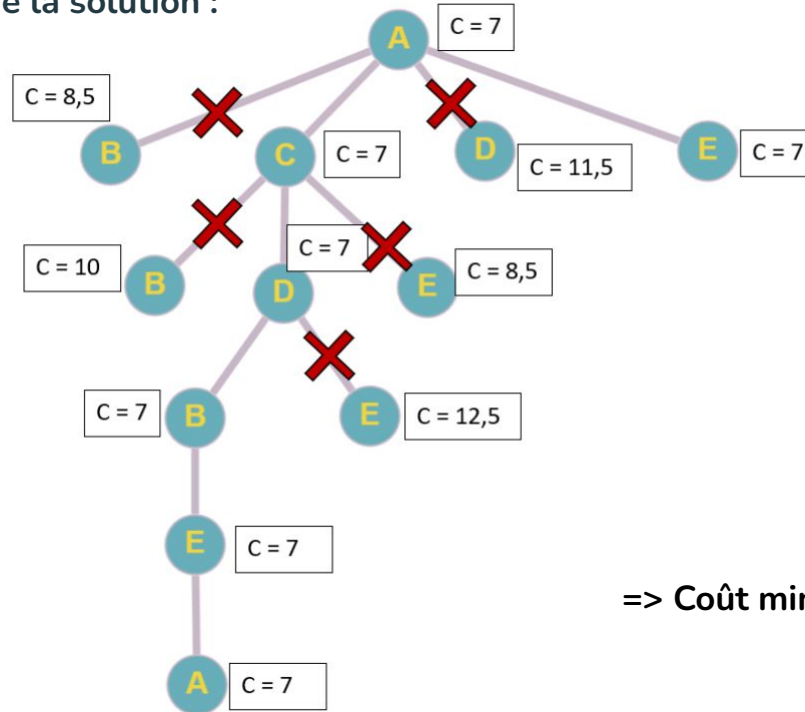 e la solution :
A
C = 7
C = 8,5
B
C
C = 7
D
C = 11,5
E
C = 7
C = 10
B
C = 7
D
E
C = 8,5
C = 7
B
E
C = 12,5
E
C = 7
=> Coût
A
C = 7